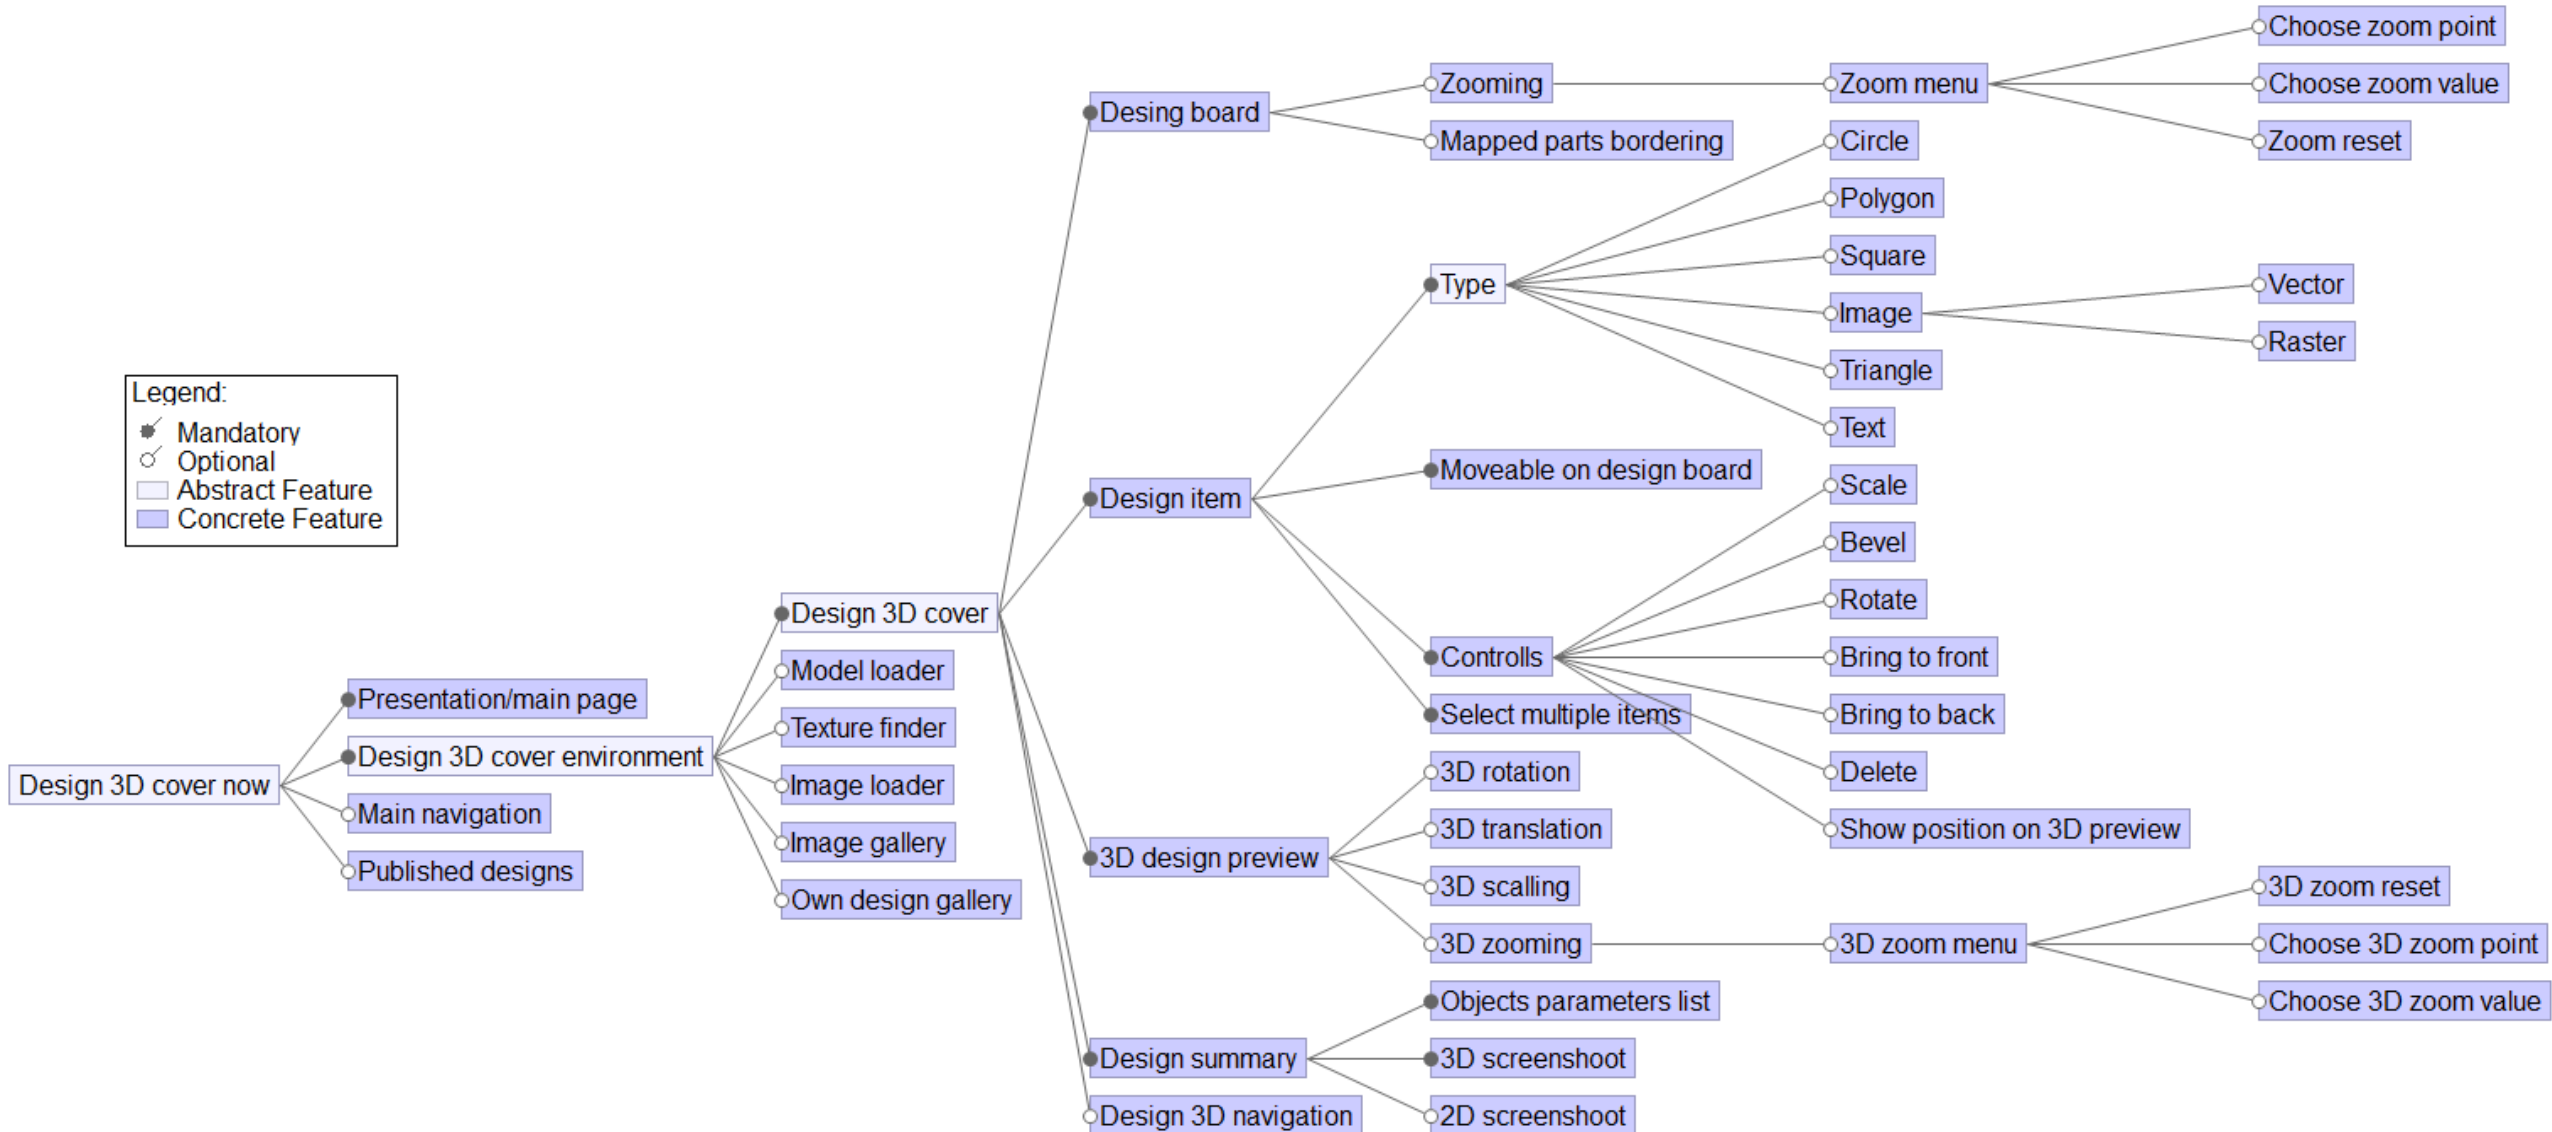 Choose zoom point
Zooming
Zoom menu
Choose zoom value
Desing board
Mapped parts bordering
Circle
Zoom reset
Polygon
Square
Type
Vector
Image
Raster
Triangle
Legend:
Mandatory
Optional
Abstract Feature
Concrete Feature
Text
Moveable on design board
Scale
Design item
Bevel
Rotate
Design 3D cover
Controlls
Bring to front
Model loader
Presentation/main page
Select multiple items
Bring to back
Texture finder
Design 3D cover environment
3D rotation
Delete
Design 3D cover now
Image loader
Main navigation
3D translation
Show position on 3D preview
Image gallery
3D design preview
Published designs
3D scalling
3D zoom reset
Own design gallery
3D zooming
3D zoom menu
Choose 3D zoom point
Objects parameters list
Choose 3D zoom value
Design summary
3D screenshoot
Design 3D navigation
2D screenshoot